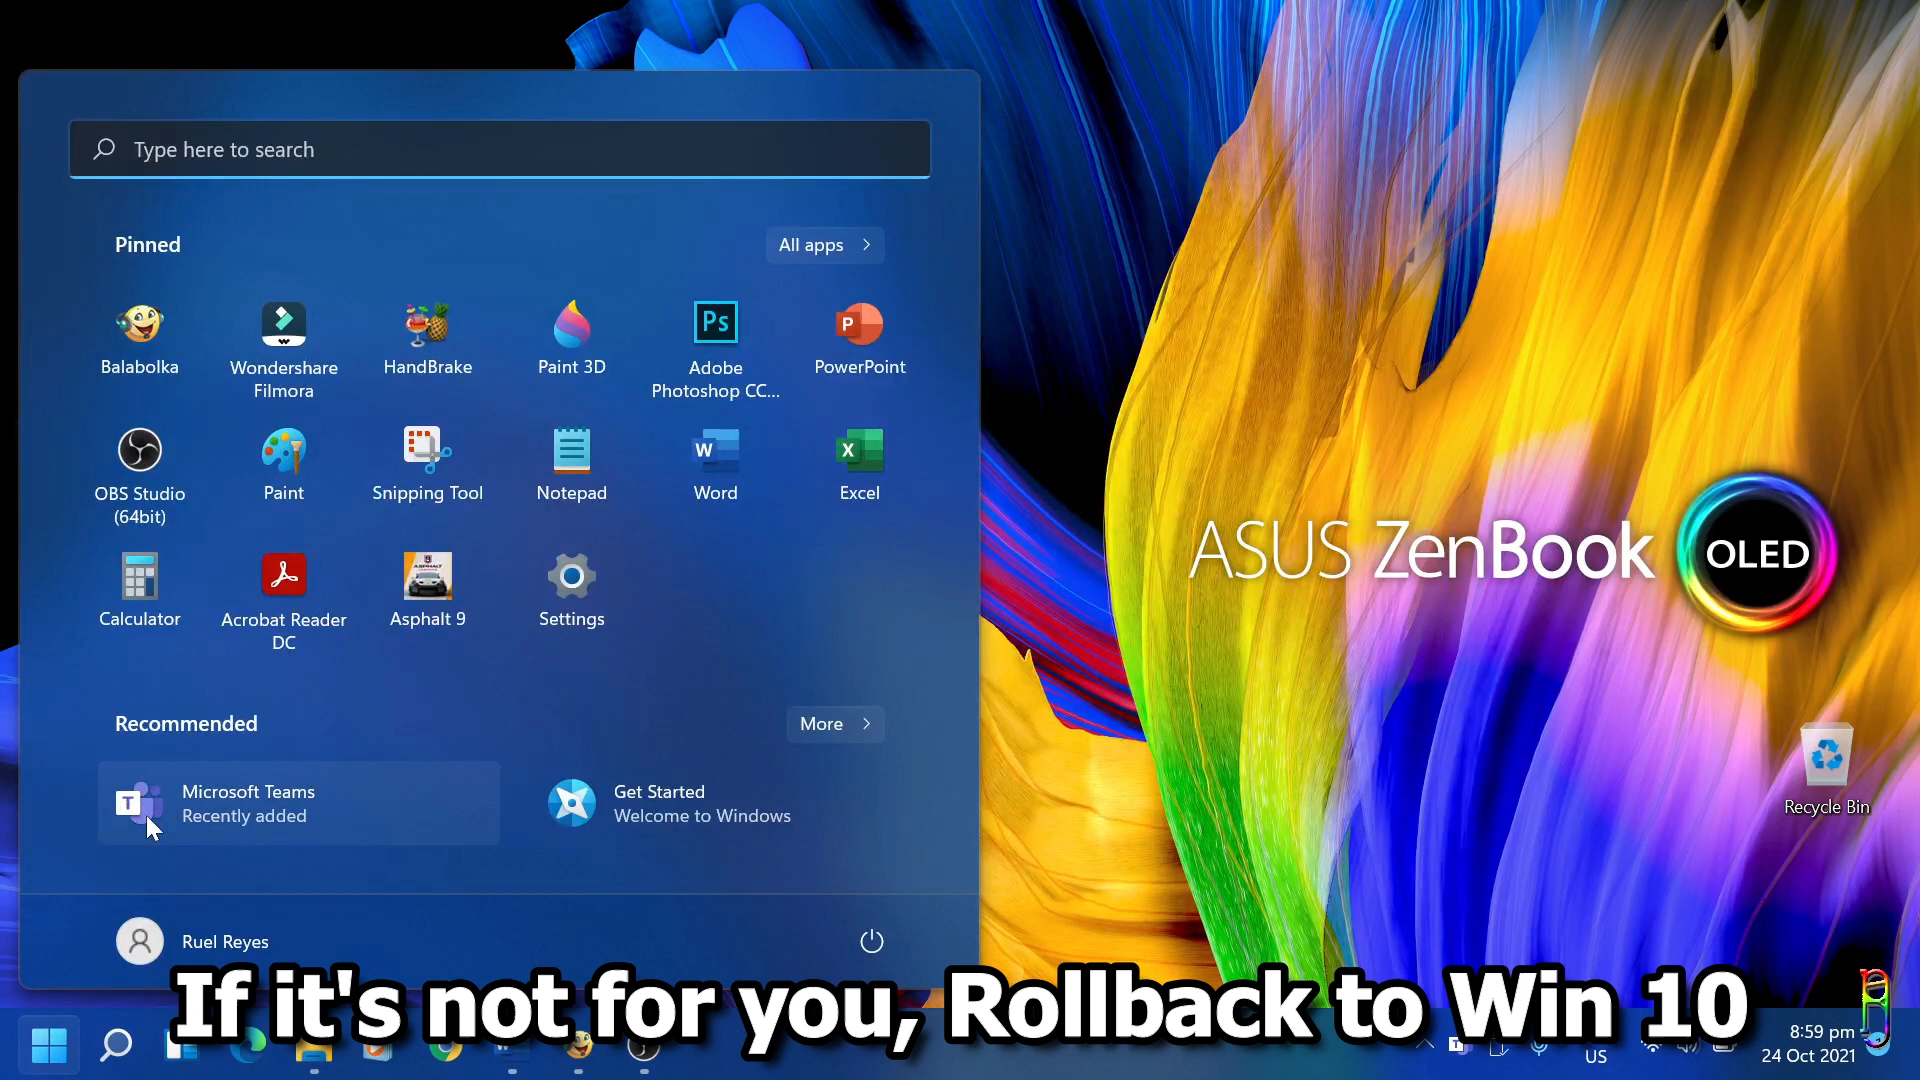 Type here to search
Pinned
All apps
Balabolka
Wondershare
Filmora
HandBrake
Paint 3D
Ps
Adobe
Photoshop CC...
P
PowerPoint
OBS Studio
(64bit)
Paint
Snipping Tool
Notepad
W
Word
X
Excel
Calculator
Acrobat Reader
DC
9
ASPHALT
Asphalt 9
Settings
Recommended
More
T
Microsoft Teams
Recently added
Get Started
Welcome to Windows
Ruel Reyes
ASUS ZenBook
OLED
Recycle Bin
If it's not for you, Rollback to Win 10
US
8:59 pm
24 Oct 2021